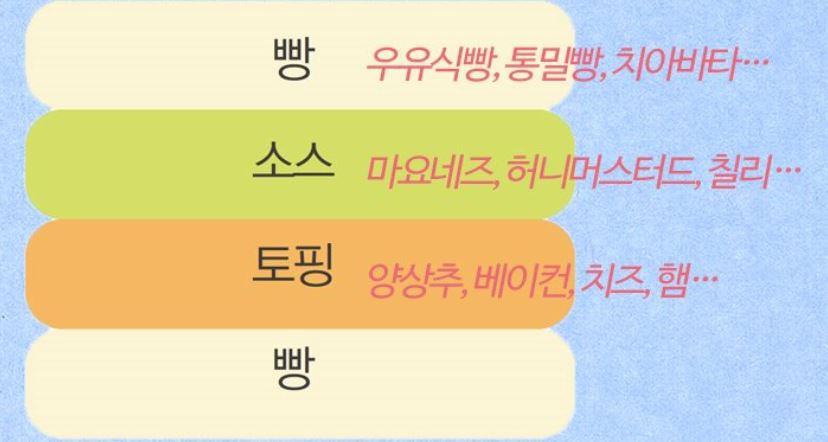 빵 우유식빵, 통밀빵, 치아바타…
소스 마요네즈, 허니머스터드, 칠리…
토핑 양상추, 베이컨, 치즈, 햄…
빵